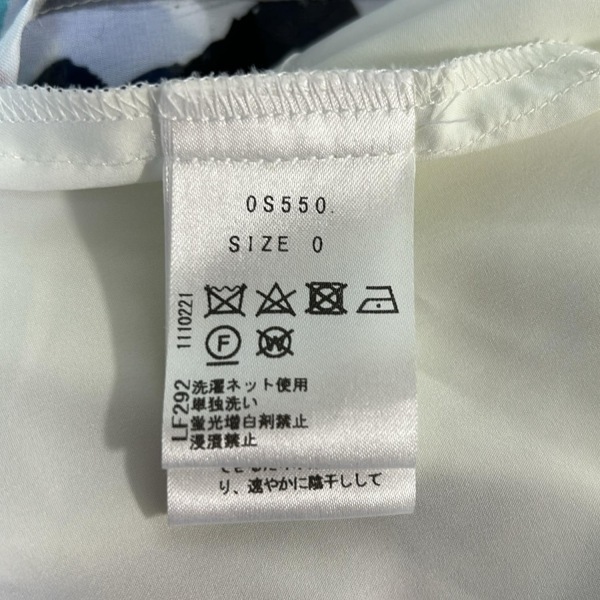 0S550
SIZE 0
1110221
F
W
LF292
洗濯ネット使用
単独洗い
蛍光増白剤禁止
浸漬禁止
り、速やかに陰干しして